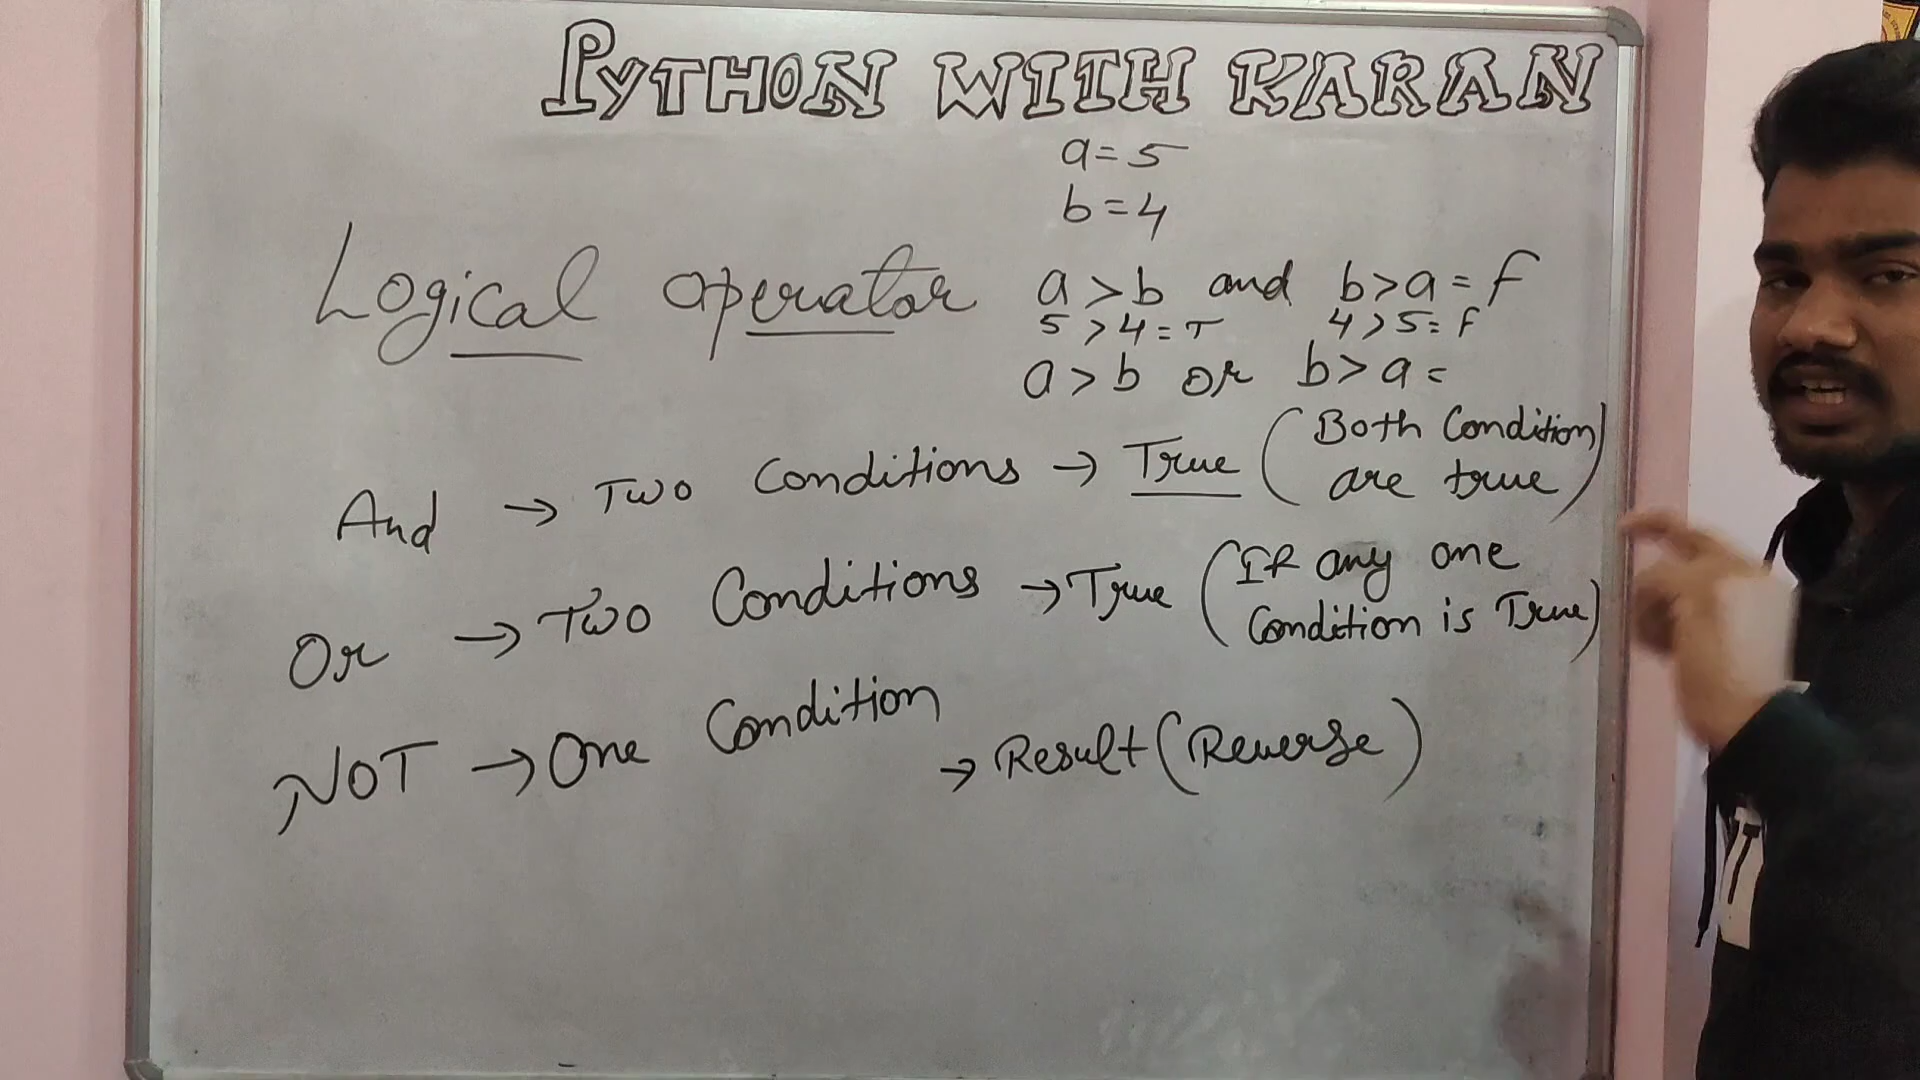 PYTHON WITH KARAN
a = 5
b = 4
Logical operator
a > b and b > a = F
5 > 4 = T 4 > 5 = F
a > b or b > a =
And → Two Conditions → True (Both Condition are true)
Or → Two Conditions → True (If any one Condition is True)
NOT → One Condition → Result (Reverse)